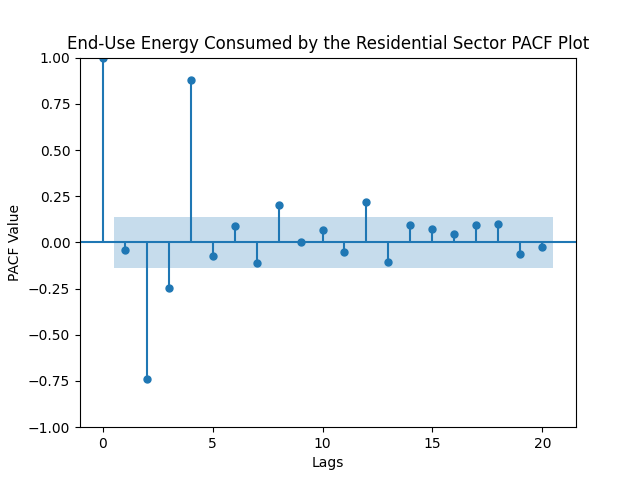 End-Use Energy Consumed by the Residential Sector PACF Plot
1.00
0.75
0.50
0.25
0.00
−0.25
−0.50
−0.75
−1.00
PACF Value
0 5 10 15 20
Lags